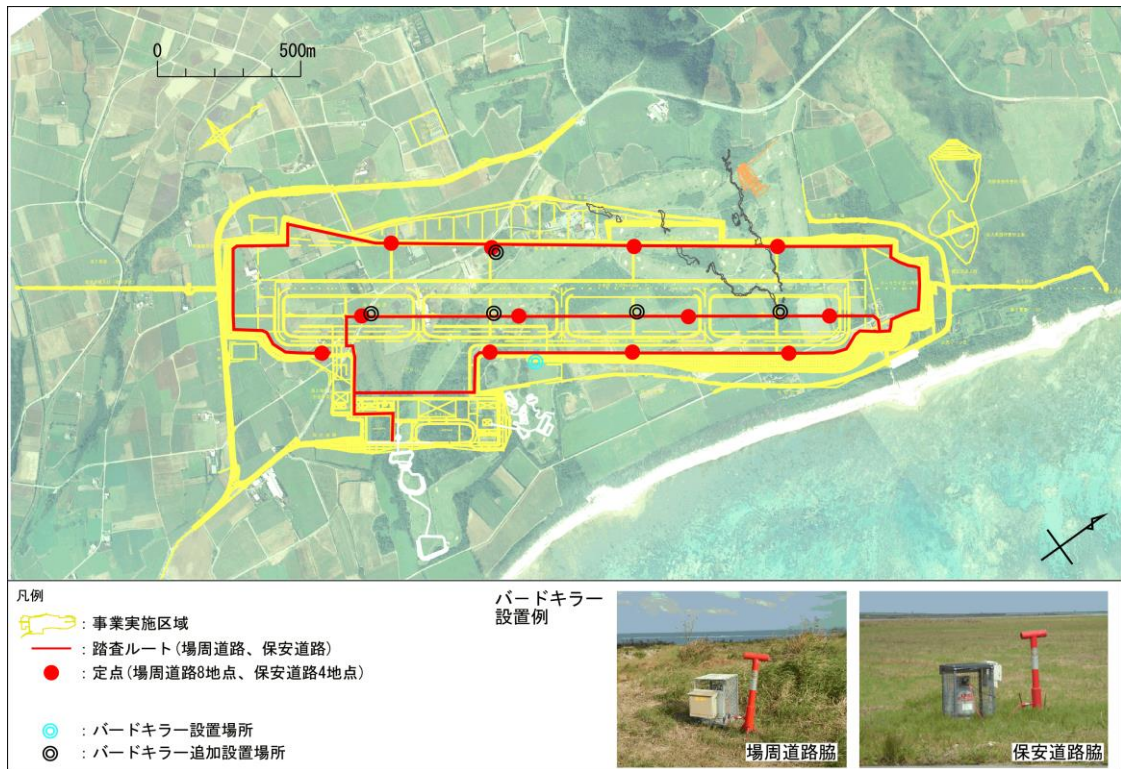 0 500m
凡例
：事業実施区域
：踏査ルート(場周道路、保安道路)
：定点(場周道路8地点、保安道路4地点)
：バードキラー設置場所
：バードキラー追加設置場所
バードキラー
設置例
場周道路脇
保安道路脇